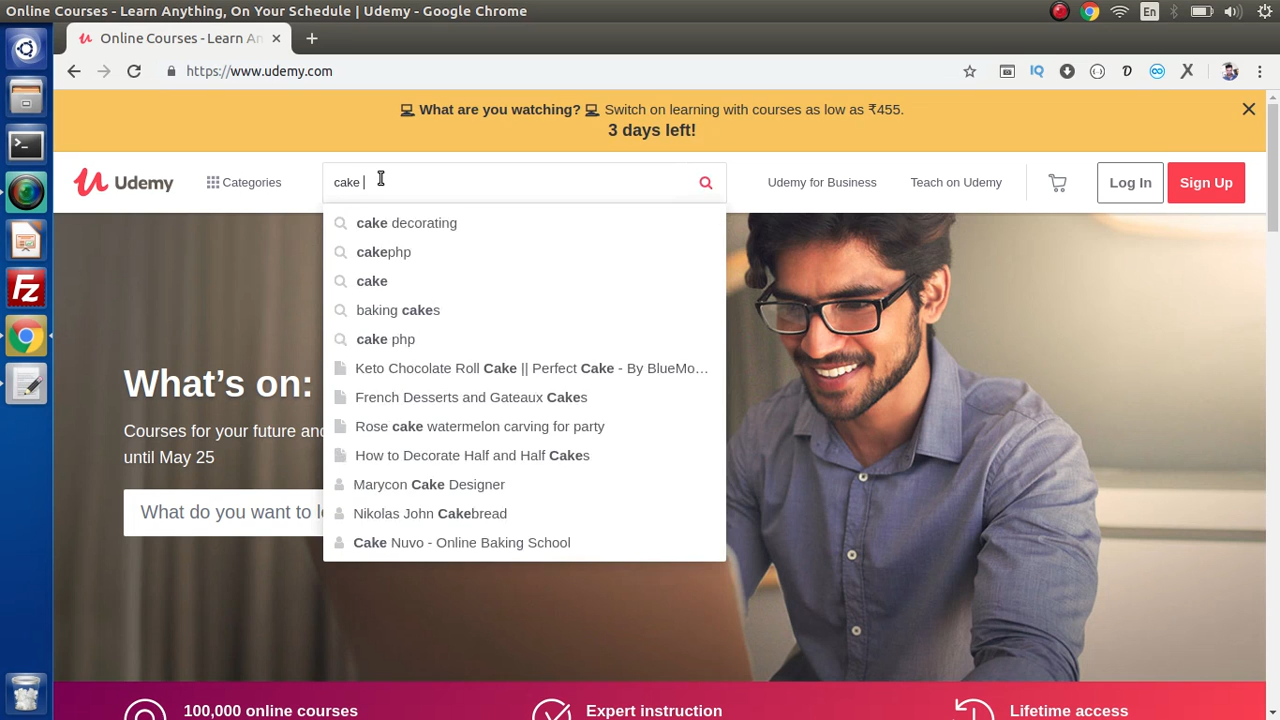 Online Courses - Learn Anything, On Your Schedule | Udemy - Google Chrome
En
Online Courses - Learn An
https://www.udemy.com
IQ
What are you watching? Switch on learning with courses as low as ₹455.
3 days left!
Udemy
Categories
cake
Udemy for Business
Teach on Udemy
Log In
Sign Up
cake decorating
cakephp
cake
baking cakes
cake php
Keto Chocolate Roll Cake || Perfect Cake - By BlueMo…
French Desserts and Gateaux Cakes
Rose cake watermelon carving for party
How to Decorate Half and Half Cakes
Marycon Cake Designer
Nikolas John Cakebread
Cake Nuvo - Online Baking School
What's on:
Courses for your future and
until May 25
What do you want to le
100,000 online courses
Expert instruction
Lifetime access